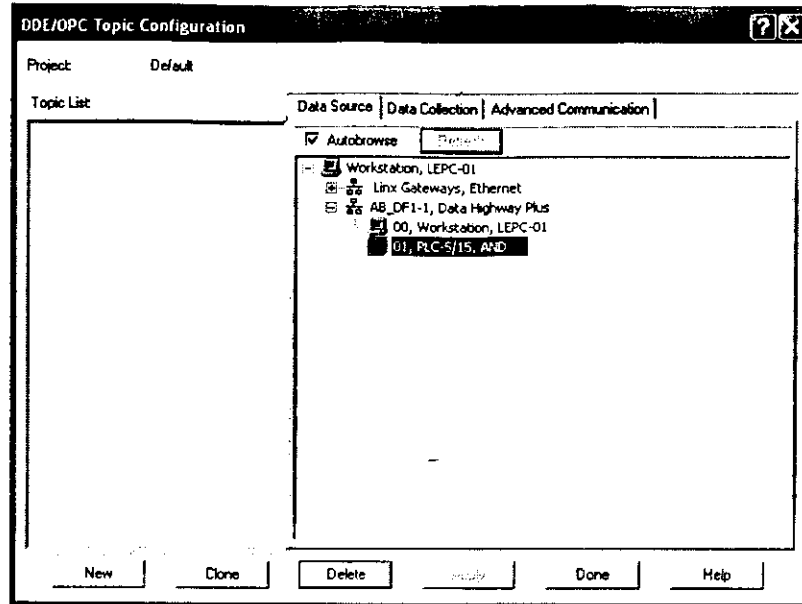 DDE/OPC Topic Configuration
Project: Default
Topic List:
Data Source Data Collection Advanced Communication
Autobrowse Refresh
Workstation, LEPC-01
Linx Gateways, Ethernet
AB_DF1-1, Data Highway Plus
00, Workstation, LEPC-01
01, PLC-5/15, AND
New Clone Delete Apply Done Help